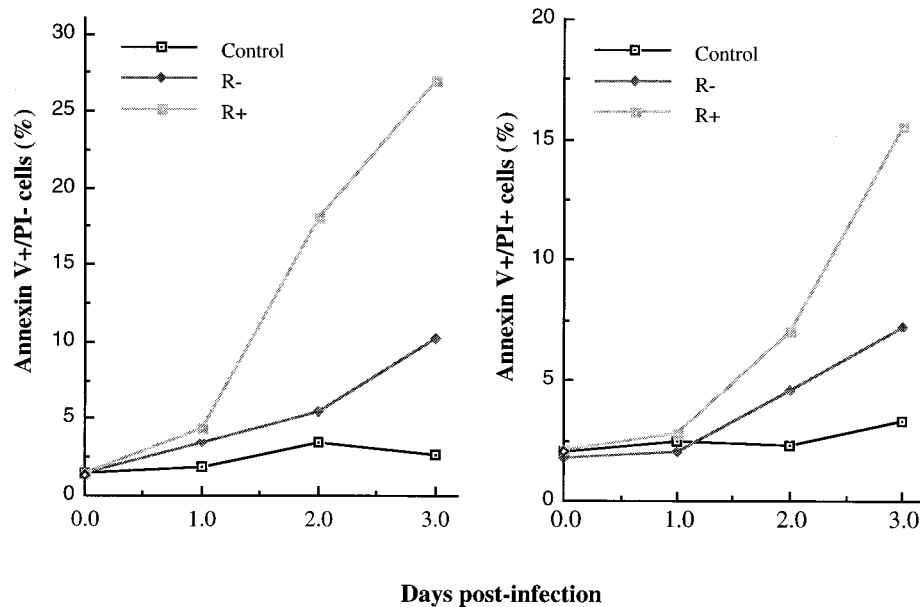 Annexin V+/PI- cells (%)
30
25
20
15
10
5
0
0.0
1.0
2.0
3.0
Control
R-
R+
Annexin V+/PI+ cells (%)
20
15
10
5
0
0.0
1.0
2.0
3.0
Control
R-
R+
Days post-infection